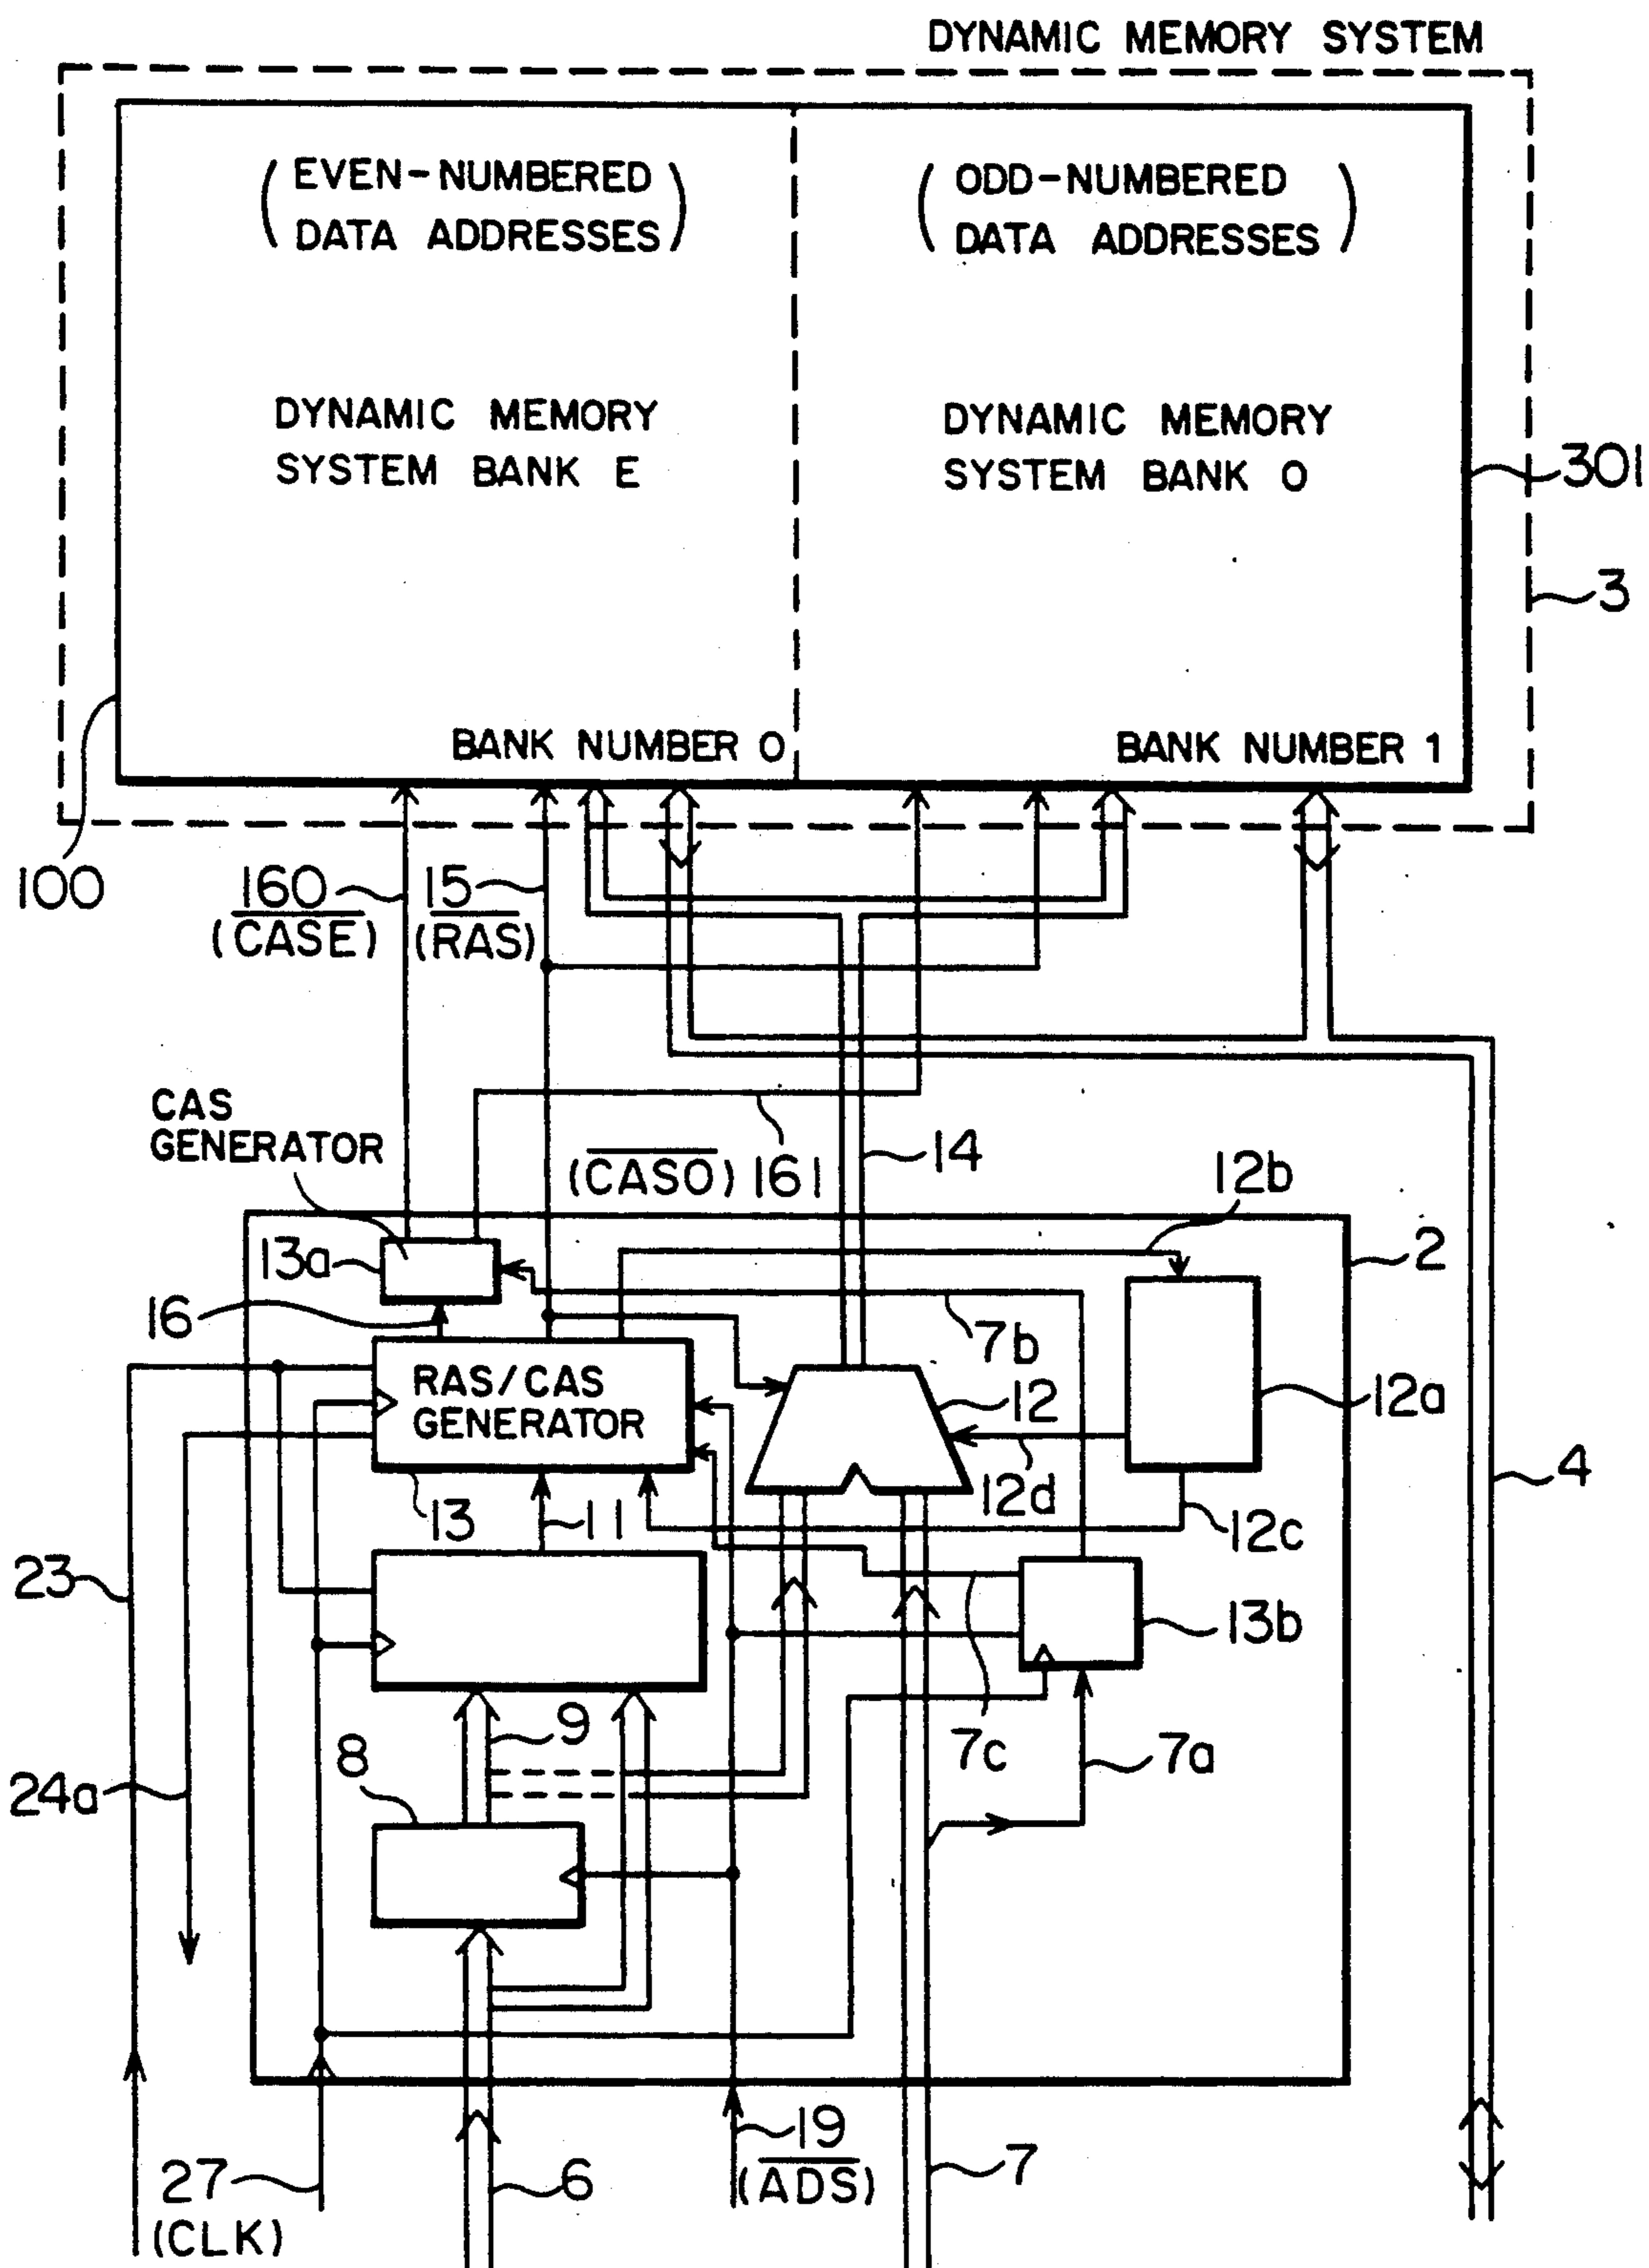 DYNAMIC MEMORY SYSTEM
( EVEN-NUMBERED
DATA ADDRESSES )
( ODD-NUMBERED
DATA ADDRESSES )
DYNAMIC MEMORY
SYSTEM BANK E
DYNAMIC MEMORY
SYSTEM BANK O
301
3
BANK NUMBER 0
BANK NUMBER 1
100
160
(CASE)
15
(RAS)
CAS
GENERATOR
(CASO) 161
14
12b
2
13a
16
7b
RAS/CAS
GENERATOR
12
12a
12d
4
13
11
12c
23
13b
9
7c
7a
8
24a
19
(ADS)
7
27
(CLK)
6